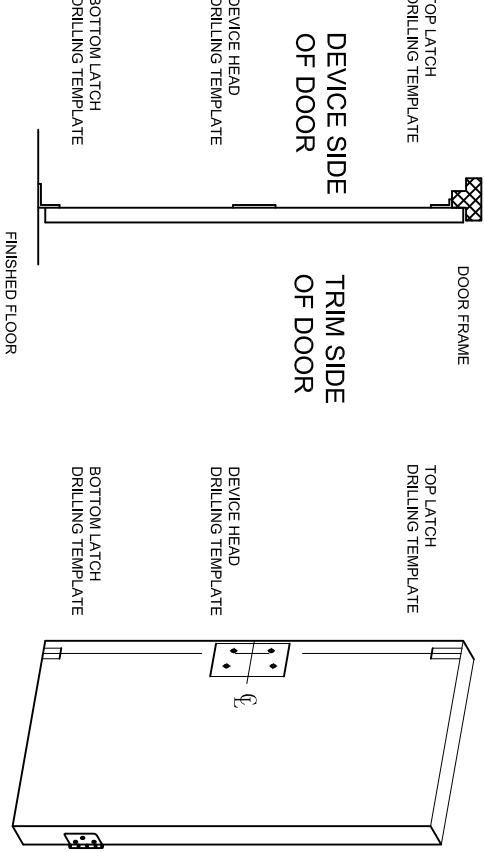 DOOR FRAME
TOP LATCH
DRILLING TEMPLATE
TOP LATCH
DRILLING TEMPLATE
DEVICE SIDE
OF DOOR
TRIM SIDE
OF DOOR
DEVICE HEAD
DRILLING TEMPLATE
DEVICE HEAD
DRILLING TEMPLATE
CL
BOTTOM LATCH
DRILLING TEMPLATE
BOTTOM LATCH
DRILLING TEMPLATE
FINISHED FLOOR